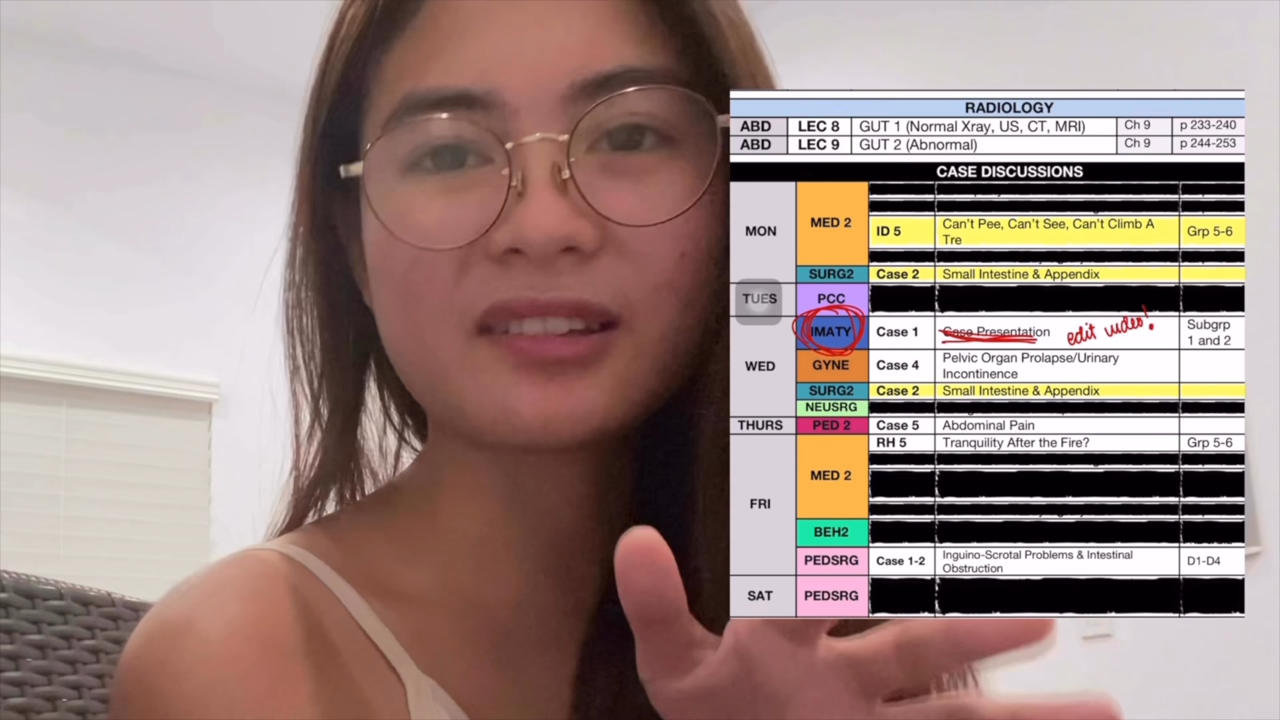 RADIOLOGY
ABD LEC 8 GUT 1 (Normal Xray, US, CT, MRI) Ch 9 p 233-240
ABD LEC 9 GUT 2 (Abnormal) Ch 9 p 244-253
CASE DISCUSSIONS
MON MED 2 ID 5 Can't Pee, Can't See, Can't Climb A
Tre Grp 5-6
SURG2 Case 2 Small Intestine & Appendix
TUES PCC
WED IMATY Case 1 Case Presentation edit video! Subgrp
1 and 2
GYNE Case 4 Pelvic Organ Prolapse/Urinary
Incontinence
SURG2 Case 2 Small Intestine & Appendix
NEUSRG
THURS PED 2 Case 5 Abdominal Pain
FRI MED 2 RH 5 Tranquility After the Fire? Grp 5-6
BEH2
PEDSRG Case 1-2 Inguino-Scrotal Problems & Intestinal
Obstruction D1-D4
SAT PEDSRG